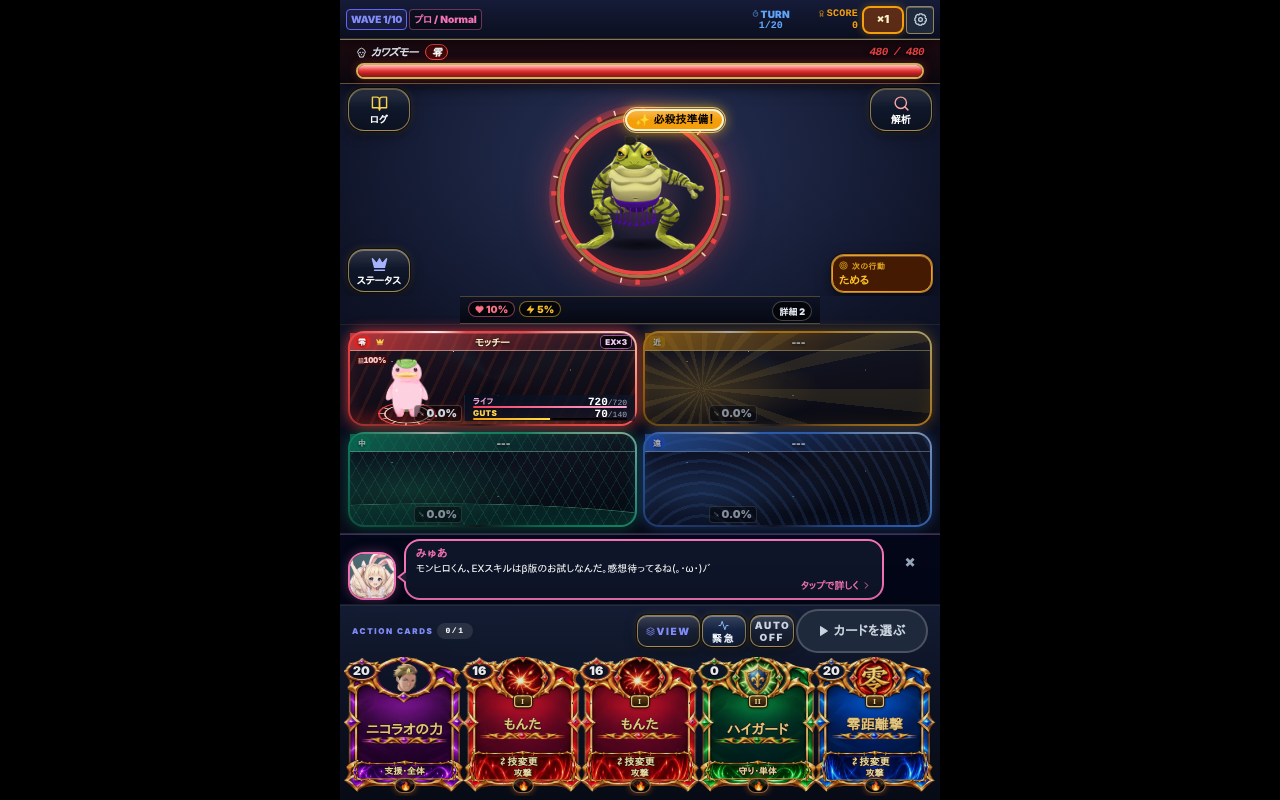 WAVE 1/10 プロ / Normal
TURN 1/20
SCORE 0
×1
カワズモー 零 480 / 480
ログ
解析
必殺技準備!
ステータス
次の行動
ためる
10% 5% 詳細 2
零 モッチー EX×3
100%
0.0%
ライフ 720/720
GUTS 70/140
近 ---
0.0%
中 ---
0.0%
遠 ---
0.0%
みゅあ
モンヒロくん、EXスキルはβ版のお試しなんだ。感想待ってるね(｡･ω･)ﾉﾞ
タップで詳しく >
×
ACTION CARDS 0/1
VIEW
緊急
AUTO OFF
▶ カードを選ぶ
20
ニコラオの力
支援・全体
16
I
もんた
技変更
攻撃
16
I
もんた
技変更
攻撃
0
II
ハイガード
守り・単体
20
零
I
零距離撃
技変更
攻撃